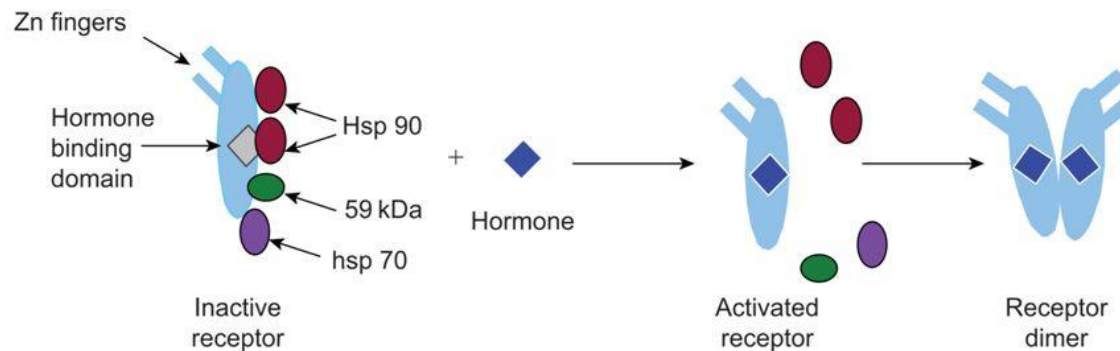 Zn fingers
Hormone
binding
domain
Hsp 90
59 kDa
hsp 70
+
Hormone
Inactive
receptor
Activated
receptor
Receptor
dimer